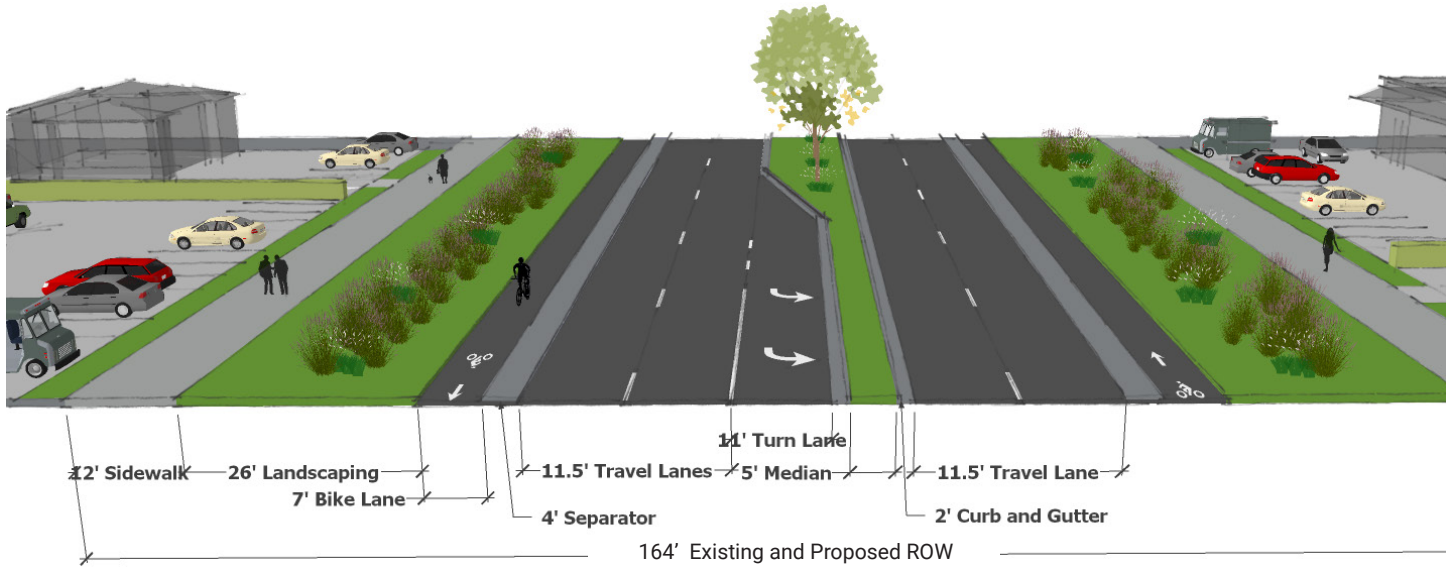 11' Turn Lane
12' Sidewalk
26' Landscaping
11.5' Travel Lanes
5' Median
11.5' Travel Lane
7' Bike Lane
4' Separator
2' Curb and Gutter
164' Existing and Proposed ROW